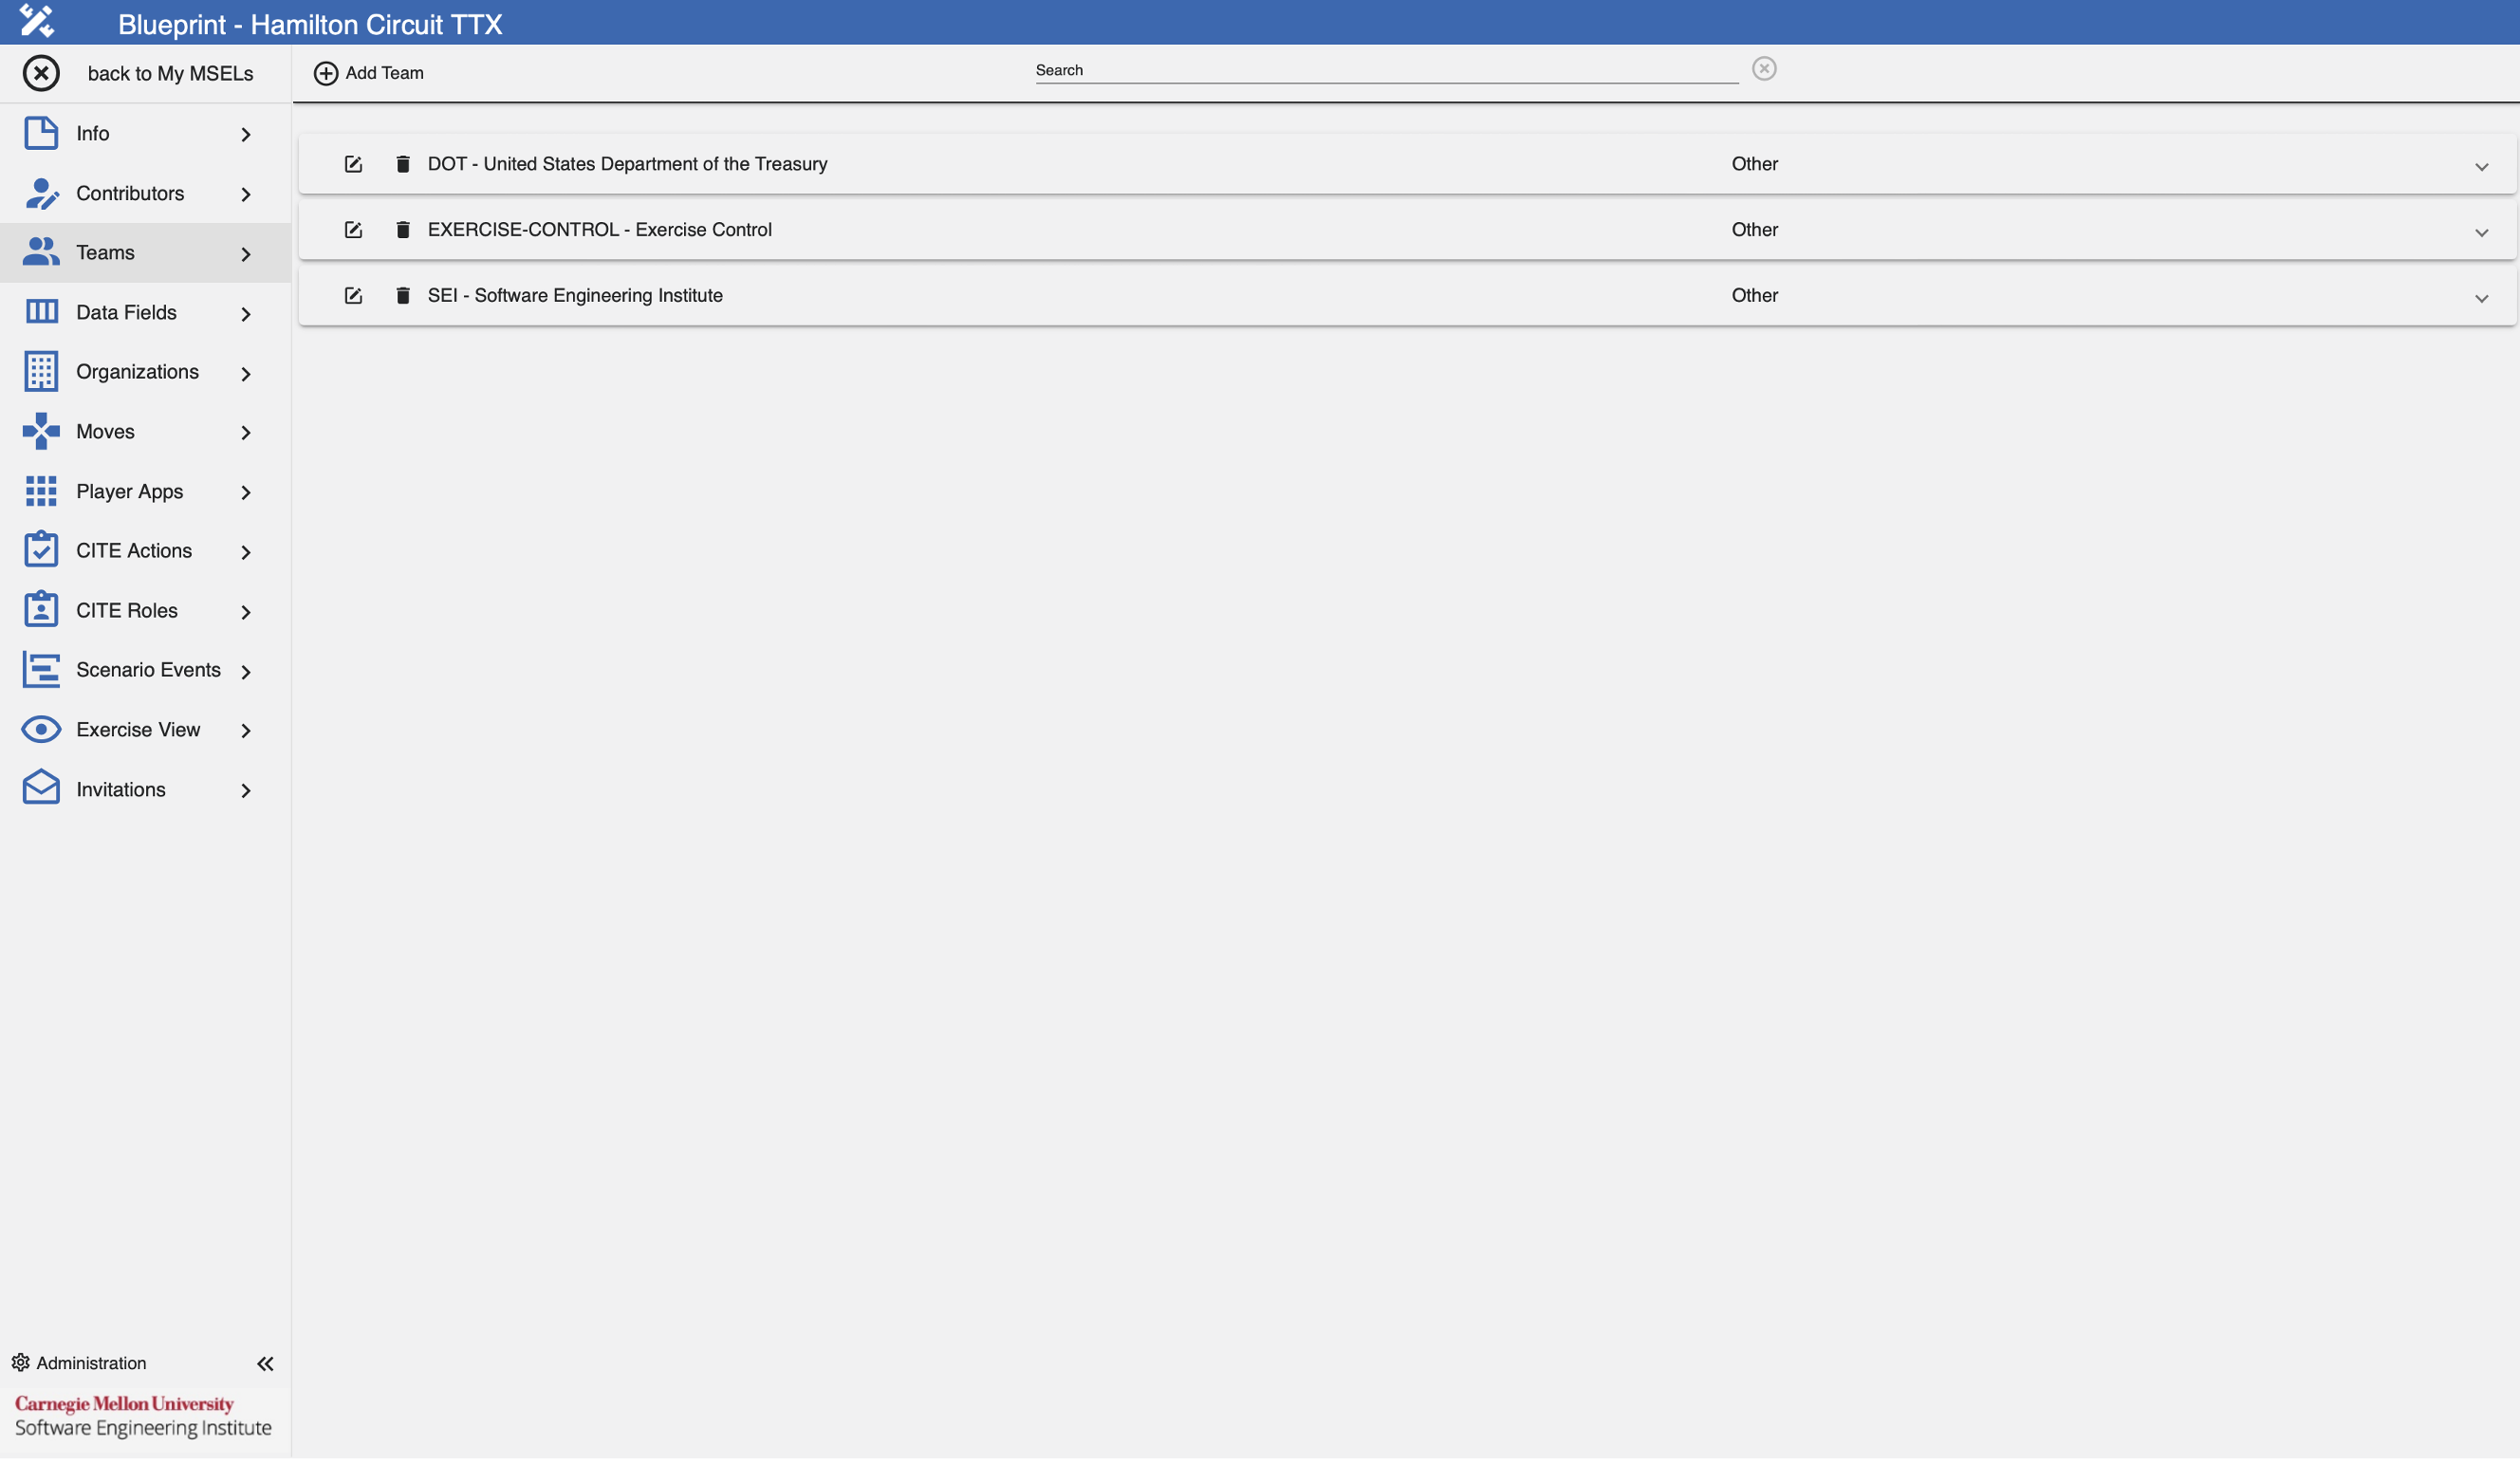 Blueprint - Hamilton Circuit TTX
back to My MSELs
Add Team
Search
Info
Contributors
Teams
Data Fields
Organizations
Moves
Player Apps
CITE Actions
CITE Roles
Scenario Events
Exercise View
Invitations
DOT - United States Department of the Treasury Other
EXERCISE-CONTROL - Exercise Control Other
SEI - Software Engineering Institute Other
Administration
Carnegie Mellon University
Software Engineering Institute